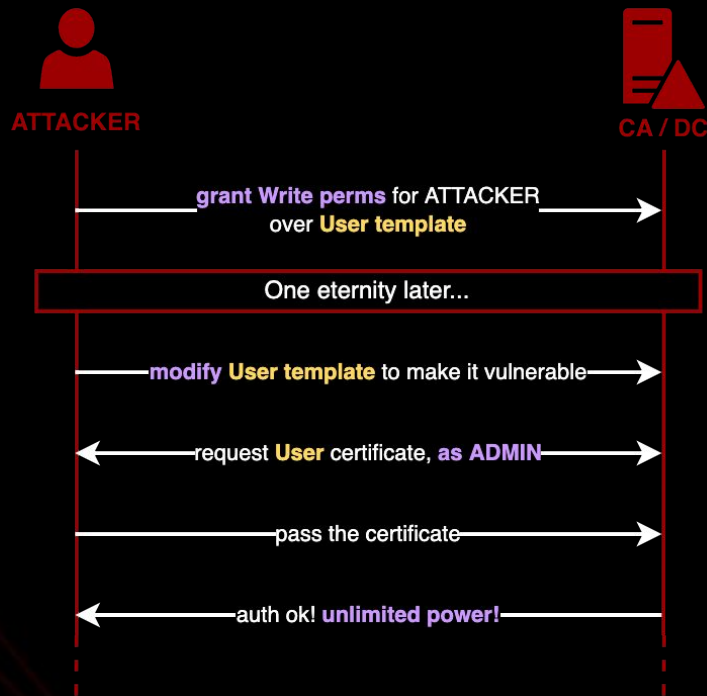 ATTACKER
CA / DC
grant Write perms for ATTACKER
over User template
One eternity later...
modify User template to make it vulnerable
request User certificate, as ADMIN
pass the certificate
auth ok! unlimited power!